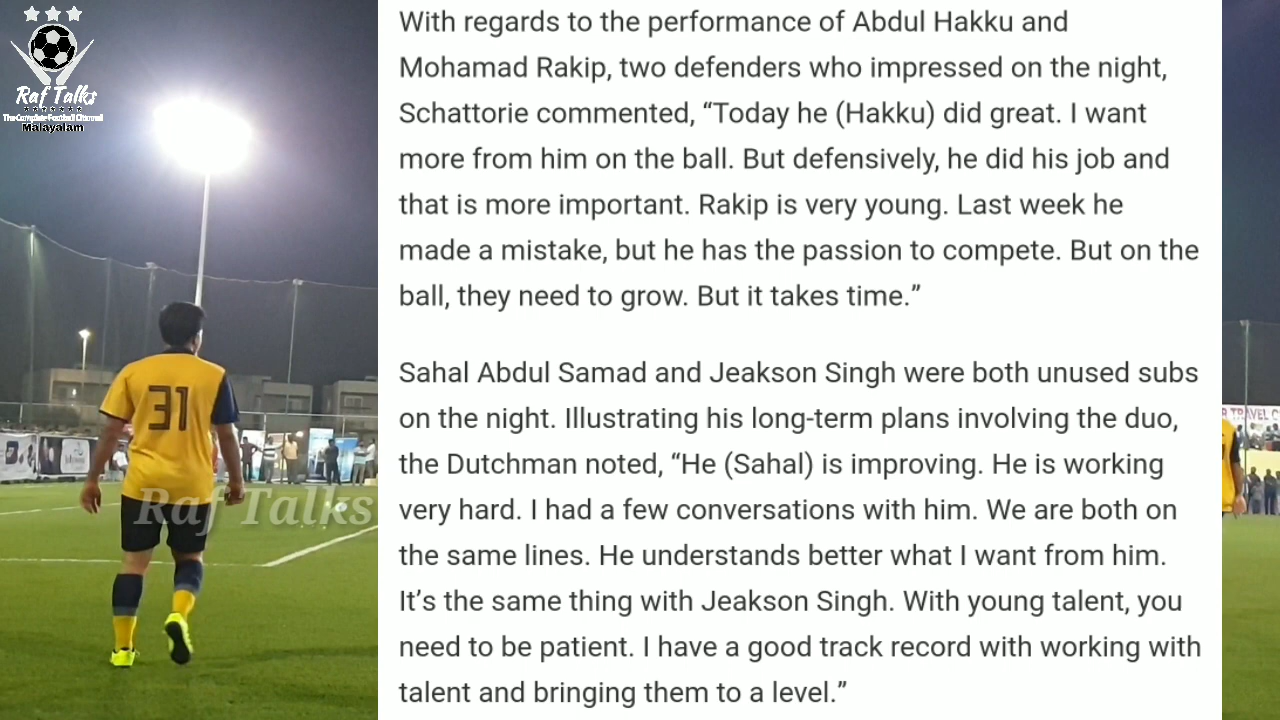 Raf Talks
The Complete Football Channel
Malayalam
With regards to the performance of Abdul Hakku and
Mohamad Rakip, two defenders who impressed on the night,
Schattorie commented, “Today he (Hakku) did great. I want
more from him on the ball. But defensively, he did his job and
that is more important. Rakip is very young. Last week he
made a mistake, but he has the passion to compete. But on the
ball, they need to grow. But it takes time.”
Sahal Abdul Samad and Jeakson Singh were both unused subs
on the night. Illustrating his long-term plans involving the duo,
the Dutchman noted, “He (Sahal) is improving. He is working
very hard. I had a few conversations with him. We are both on
the same lines. He understands better what I want from him.
It’s the same thing with Jeakson Singh. With young talent, you
need to be patient. I have a good track record with working with
talent and bringing them to a level.”
31
Raf Talks
TRAVEL